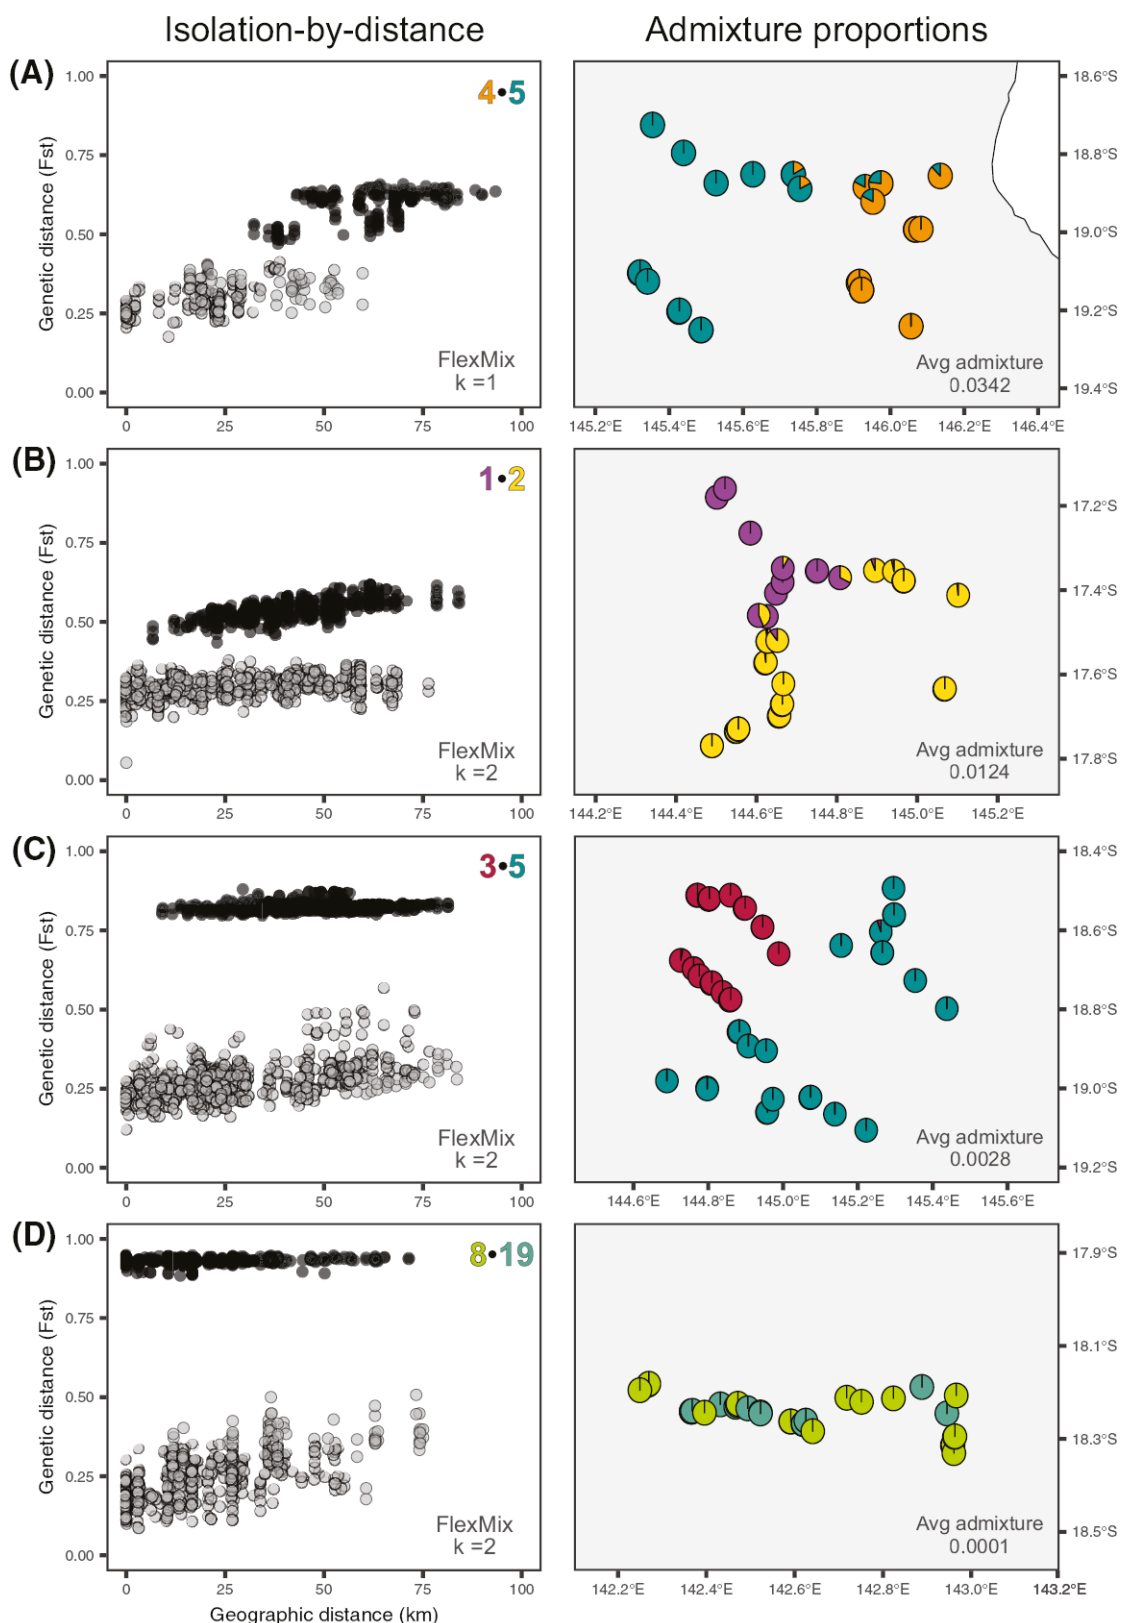 Isolation-by-distance
Admixture proportions
(A)
Genetic distance (Fst)
1.00
0.75
0.50
0.25
0.00
4•5
FlexMix
k =1
0
25
50
75
100
18.6°S
18.8°S
19.0°S
19.2°S
19.4°S
Avg admixture
0.0342
145.2°E
145.4°E
145.6°E
145.8°E
146.0°E
146.2°E
146.4°E
(B)
Genetic distance (Fst)
1.00
0.75
0.50
0.25
0.00
1•2
FlexMix
k =2
0
25
50
75
100
17.2°S
17.4°S
17.6°S
17.8°S
Avg admixture
0.0124
144.2°E
144.4°E
144.6°E
144.8°E
145.0°E
145.2°E
(C)
Genetic distance (Fst)
1.00
0.75
0.50
0.25
0.00
3•5
FlexMix
k =2
0
25
50
75
100
18.4°S
18.6°S
18.8°S
19.0°S
19.2°S
Avg admixture
0.0028
144.6°E
144.8°E
145.0°E
145.2°E
145.4°E
145.6°E
(D)
Genetic distance (Fst)
1.00
0.75
0.50
0.25
0.00
8•19
FlexMix
k =2
0
25
50
75
100
Geographic distance (km)
17.9°S
18.1°S
18.3°S
18.5°S
Avg admixture
0.0001
142.2°E
142.4°E
142.6°E
142.8°E
143.0°E
143.2°E